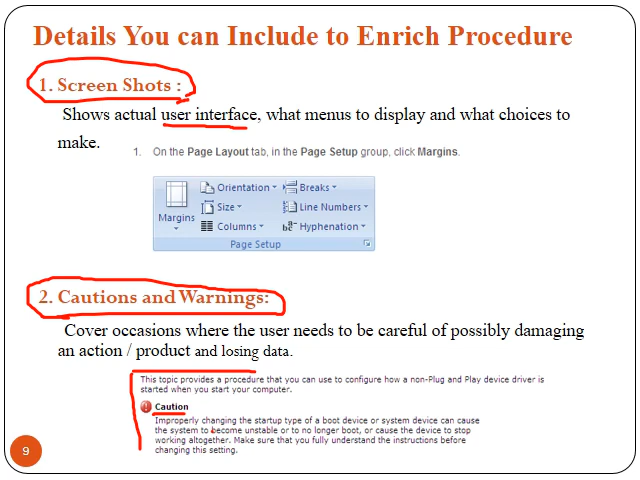 Details You can Include to Enrich Procedure
1. Screen Shots :
Shows actual user interface, what menus to display and what choices to
make.
1. On the Page Layout tab, in the Page Setup group, click Margins.
Margins
Orientation
Breaks
Size
Line Numbers
Columns
Hyphenation
Page Setup
2. Cautions and Warnings:
Cover occasions where the user needs to be careful of possibly damaging
an action / product and losing data.
This topic provides a procedure that you can use to configure how a non-Plug and Play device driver is
started when you start your computer.
Caution
Improperly changing the startup type of a boot device or system device can cause
the system to become unstable or to no longer boot, or cause the device to stop
working altogether. Make sure that you fully understand the instructions before
changing this setting.
9